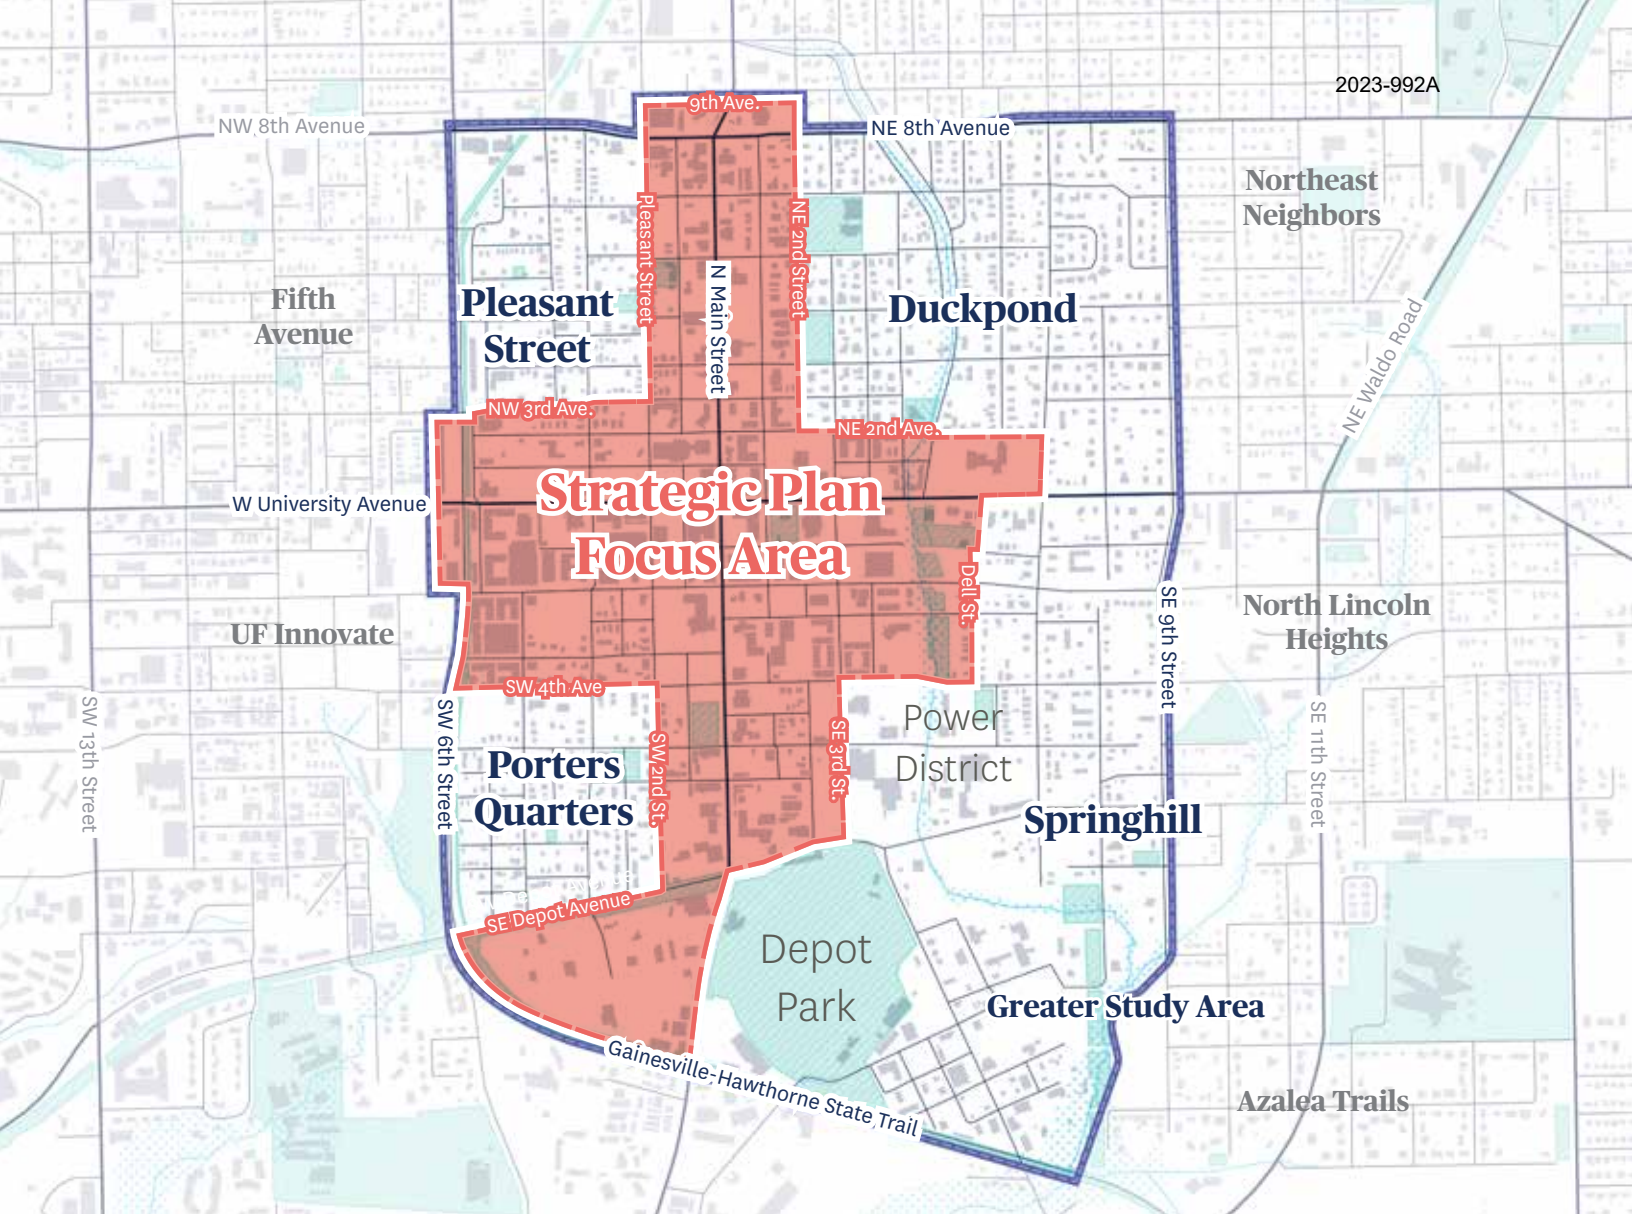 2023-992A
9th Ave.
NW 8th Avenue
NE 8th Avenue
Northeast
Neighbors
Pleasant Street
NE 2nd Street
N Main Street
Fifth
Avenue
Pleasant
Street
Duckpond
NE Waldo Road
NW 3rd Ave.
NE 2nd Ave.
W University Avenue
Strategic Plan
Focus Area
Dell St.
SE 9th Street
North Lincoln
Heights
UF Innovate
SW 4th Ave
SW 13th Street
SW 6th Street
Porters
Quarters
SW 2nd St.
SE 3rd St.
Power
District
SE 11th Street
Springhill
SE Depot Avenue
Depot
Park
Greater Study Area
Gainesville-Hawthorne State Trail
Azalea Trails